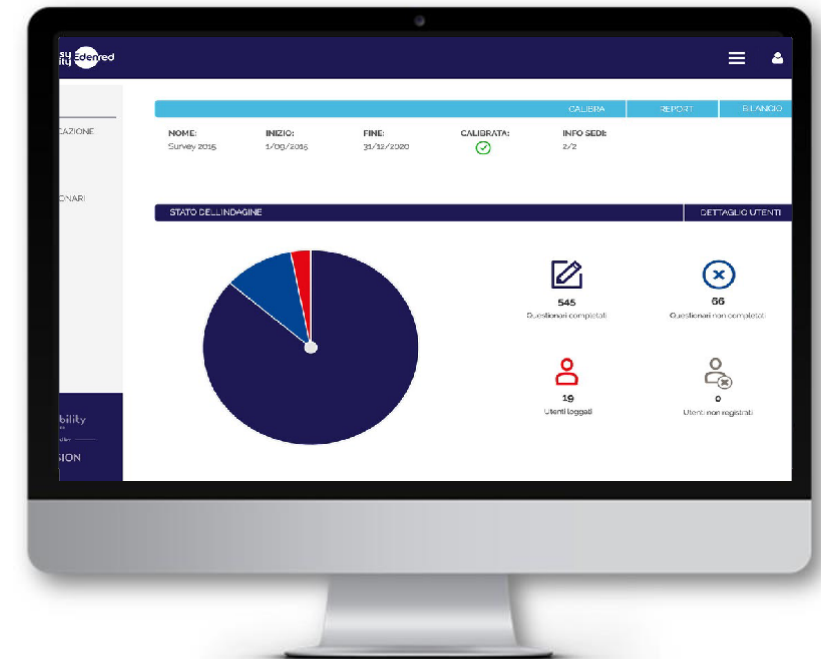 Edenred
CALIBRA REPORT BILANCIO
NOME: INIZIO: FINE: CALIBRATA: INFO SEDE:
Survey 2015 1/09/2015 31/12/2020 2/2
CAZIONE
ONARI
STATO DELL'INDAGINE DETTAGLIO UTENTI
545 66
Questionari completati Questionari non completati
19 0
Utenti loggati Utenti non registrati
bility
SION